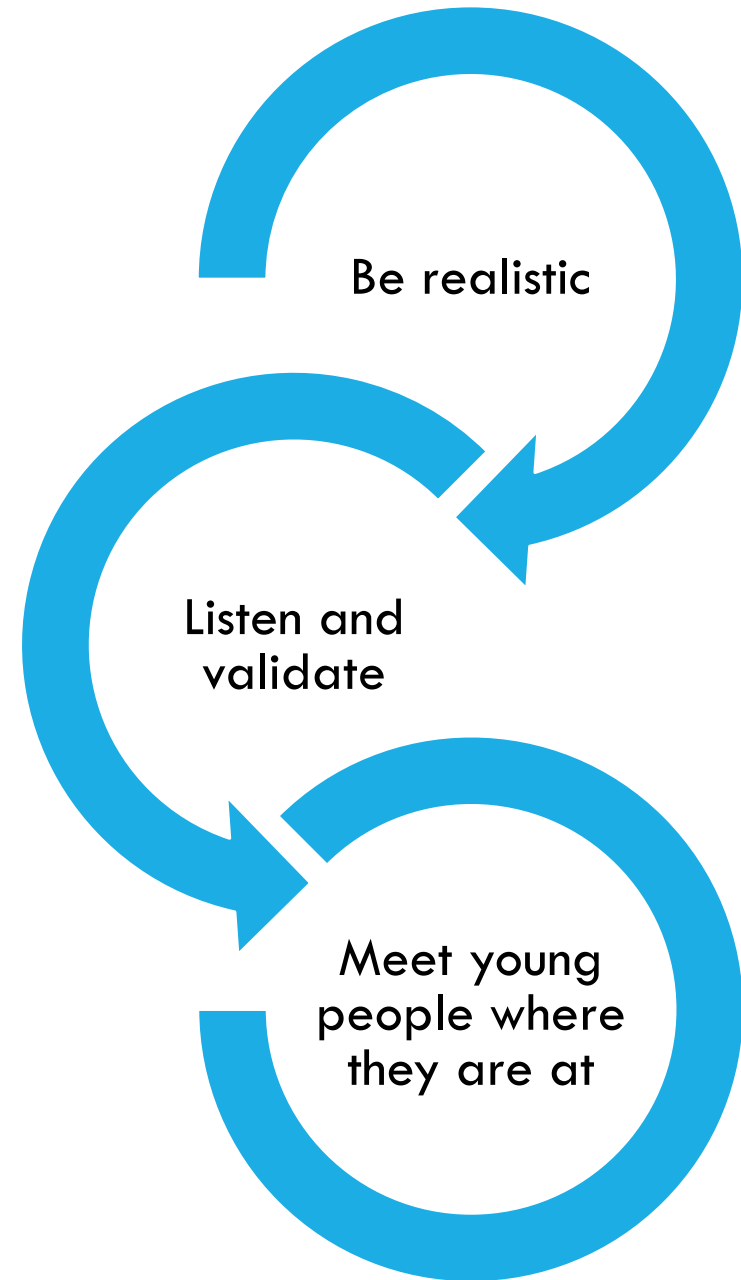 Be realistic
Listen and
validate
Meet young
people where
they are at